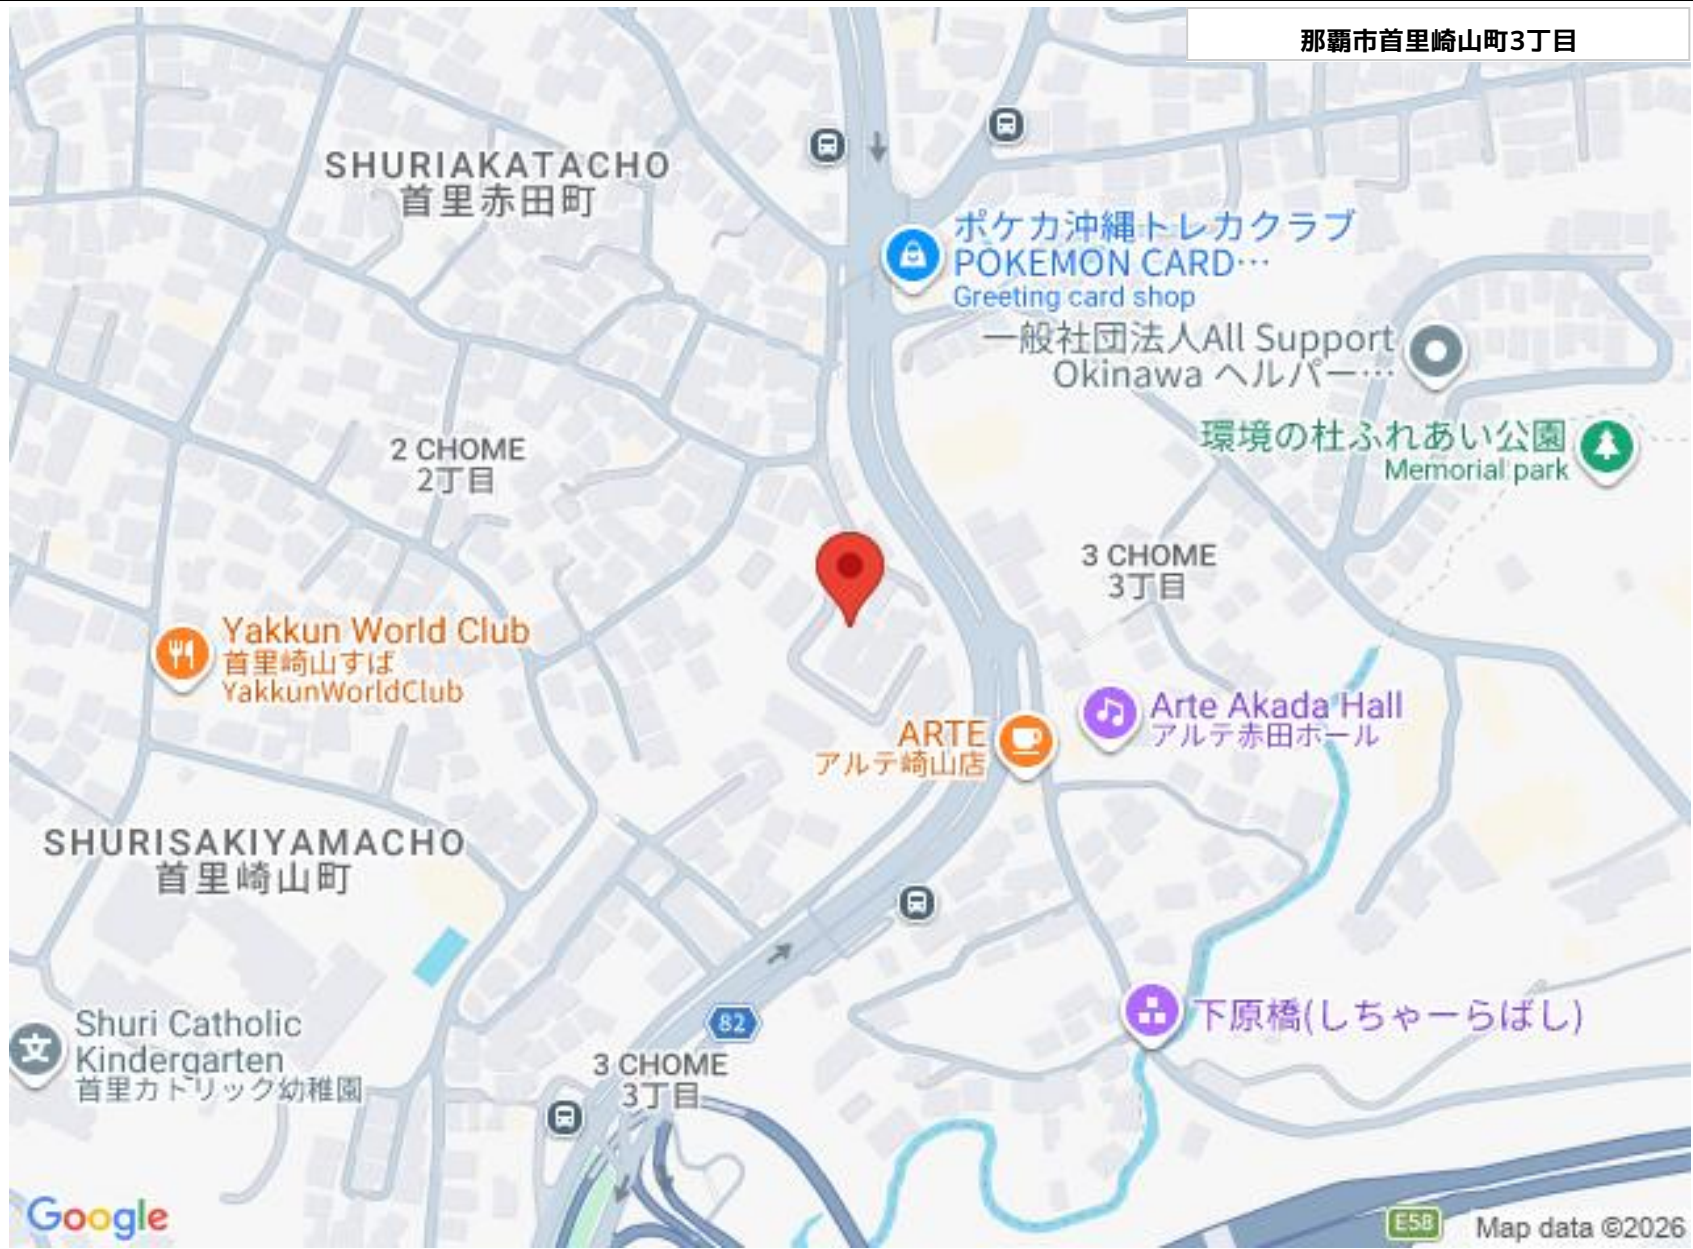 那覇市首里崎山町3丁目
SHURIAKATACHO
首里赤田町
ポケカ沖縄トレカクラブ
POKEMON CARD…
Greeting card shop
一般社団法人All Support
Okinawa ヘルパー…
環境の杜ふれあい公園
Memorial park
2 CHOME
2丁目
3 CHOME
3丁目
Yakkun World Club
首里崎山すば
YakkunWorldClub
Arte Akada Hall
アルテ赤田ホール
ARTE
アルテ崎山店
SHURISAKIYAMACHO
首里崎山町
文
Shuri Catholic
Kindergarten
首里カトリック幼稚園
82
下原橋(しちゃーらばし)
3 CHOME
3丁目
Google
E58
Map data ©2026